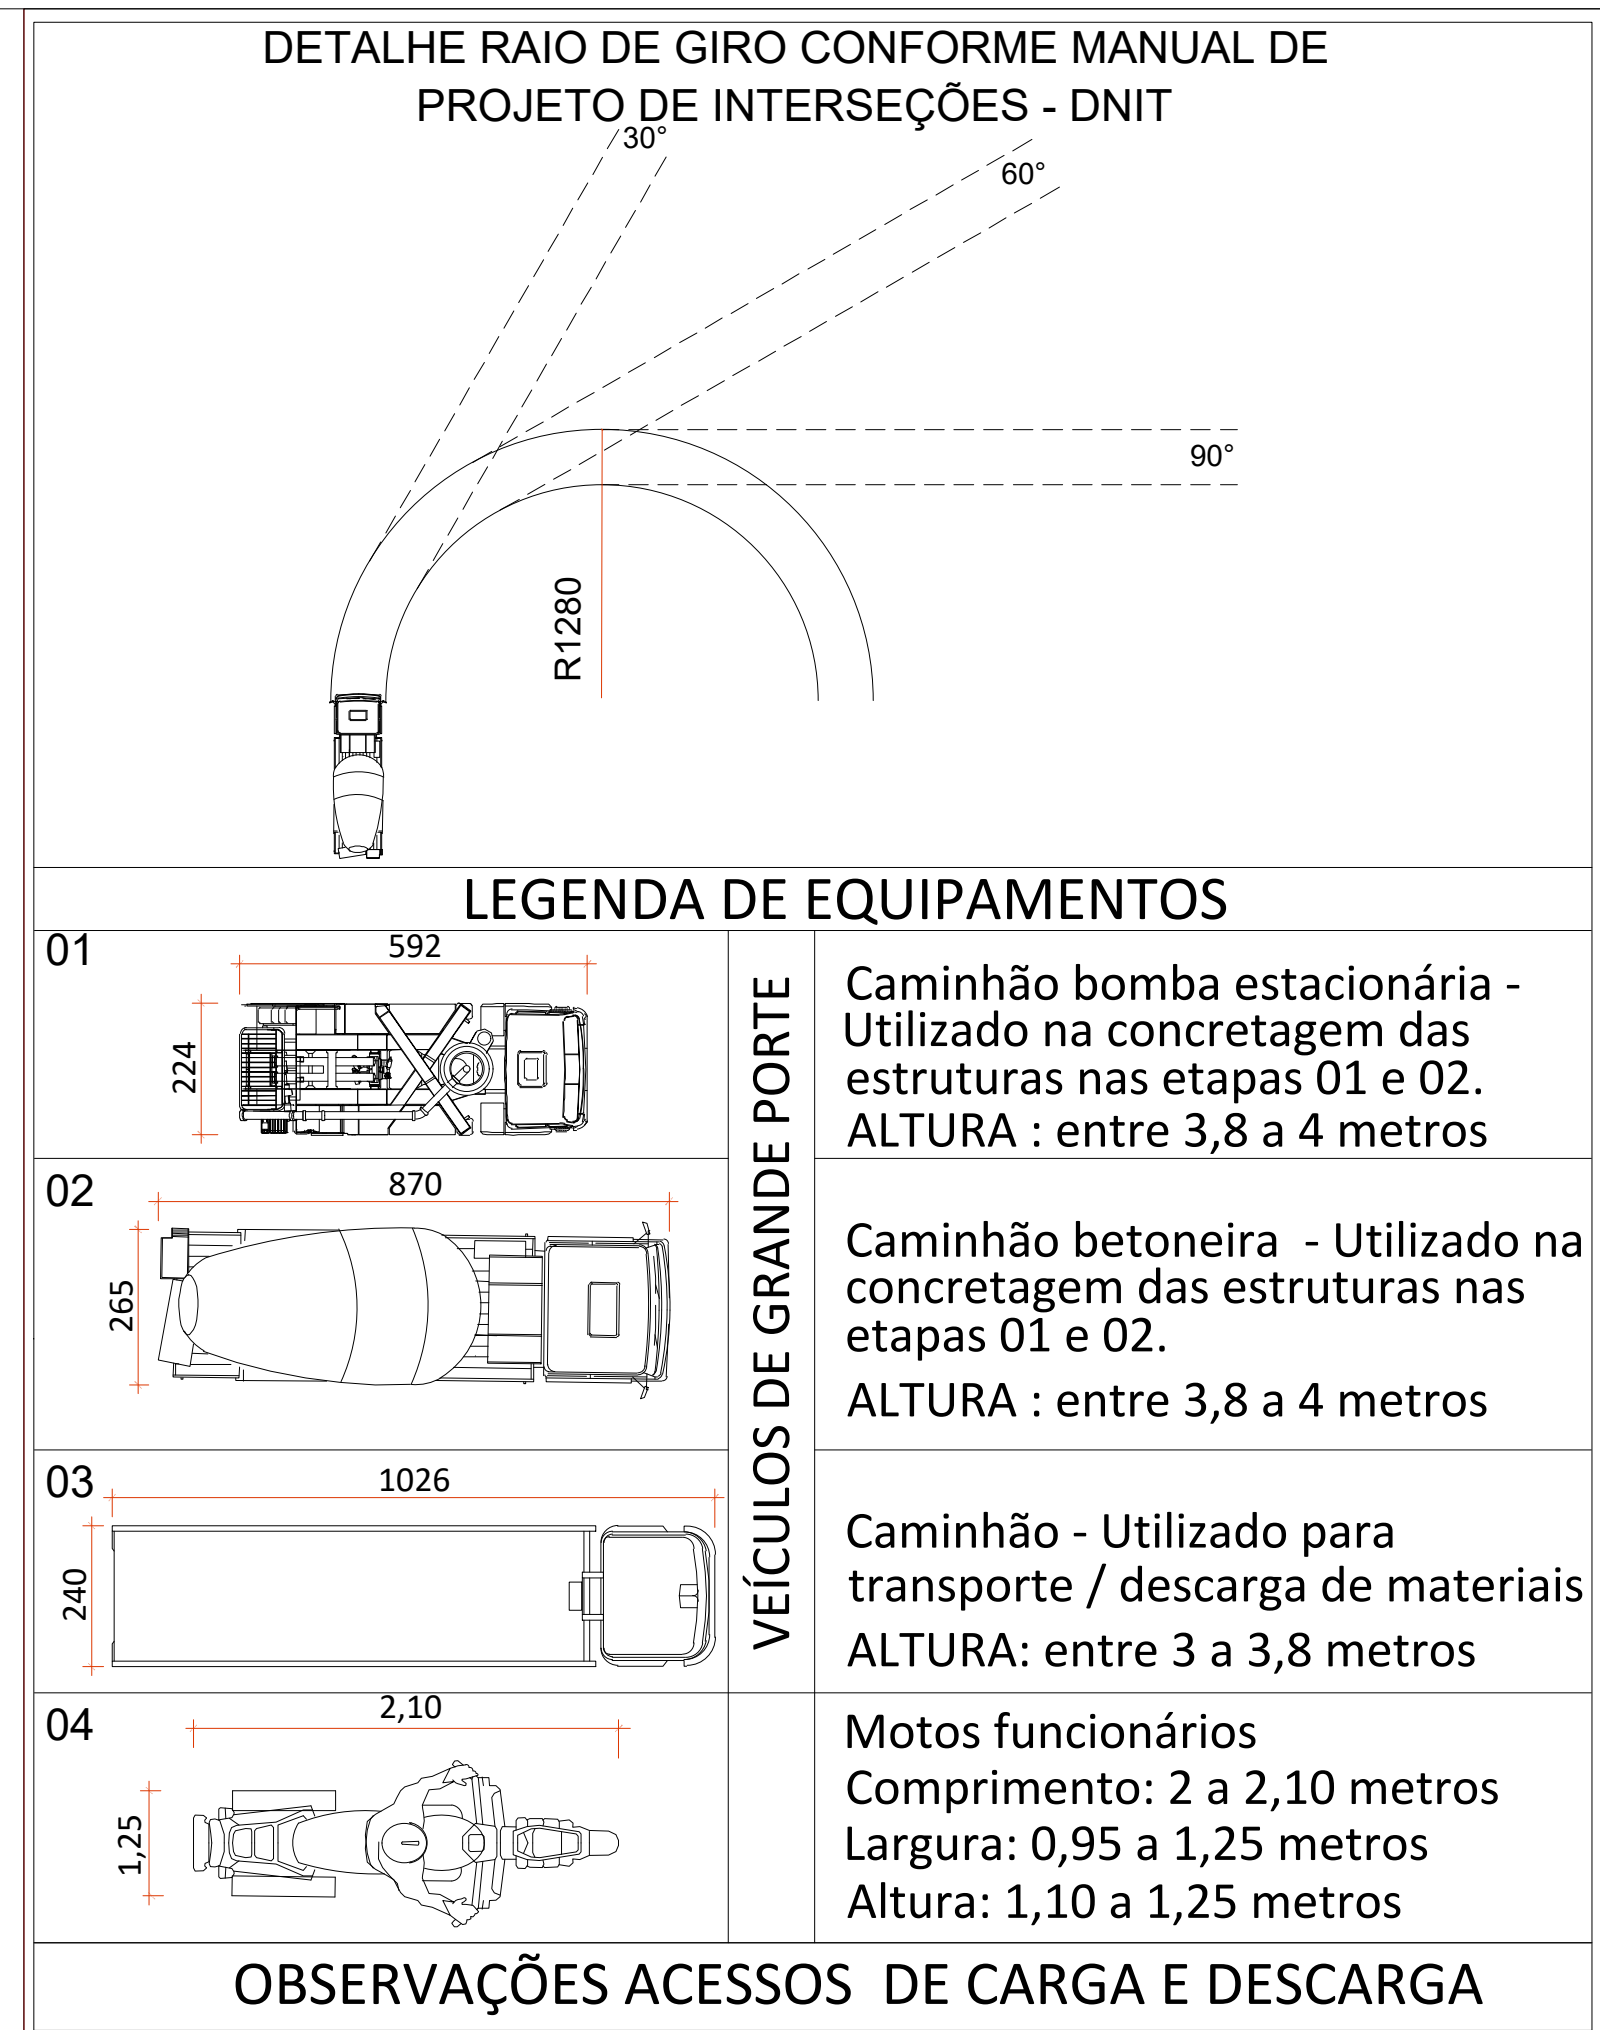 DETALHE RAIO DE GIRO CONFORME MANUAL DE
PROJETO DE INTERSEÇÕES - DNIT
30°
60°
90°
R1280
LEGENDA DE EQUIPAMENTOS
01
592
224
VEÍCULOS DE GRANDE PORTE
Caminhão bomba estacionária -
Utilizado na concretagem das
estruturas nas etapas 01 e 02.
ALTURA : entre 3,8 a 4 metros
02
870
265
Caminhão betoneira  - Utilizado na
concretagem das estruturas nas
etapas 01 e 02.
ALTURA : entre 3,8 a 4 metros
03
1026
240
Caminhão - Utilizado para
transporte / descarga de materiais
ALTURA: entre 3 a 3,8 metros
04
2,10
1,25
Motos funcionários
Comprimento: 2 a 2,10 metros
Largura: 0,95 a 1,25 metros
Altura: 1,10 a 1,25 metros
OBSERVAÇÕES ACESSOS  DE CARGA E DESCARGA